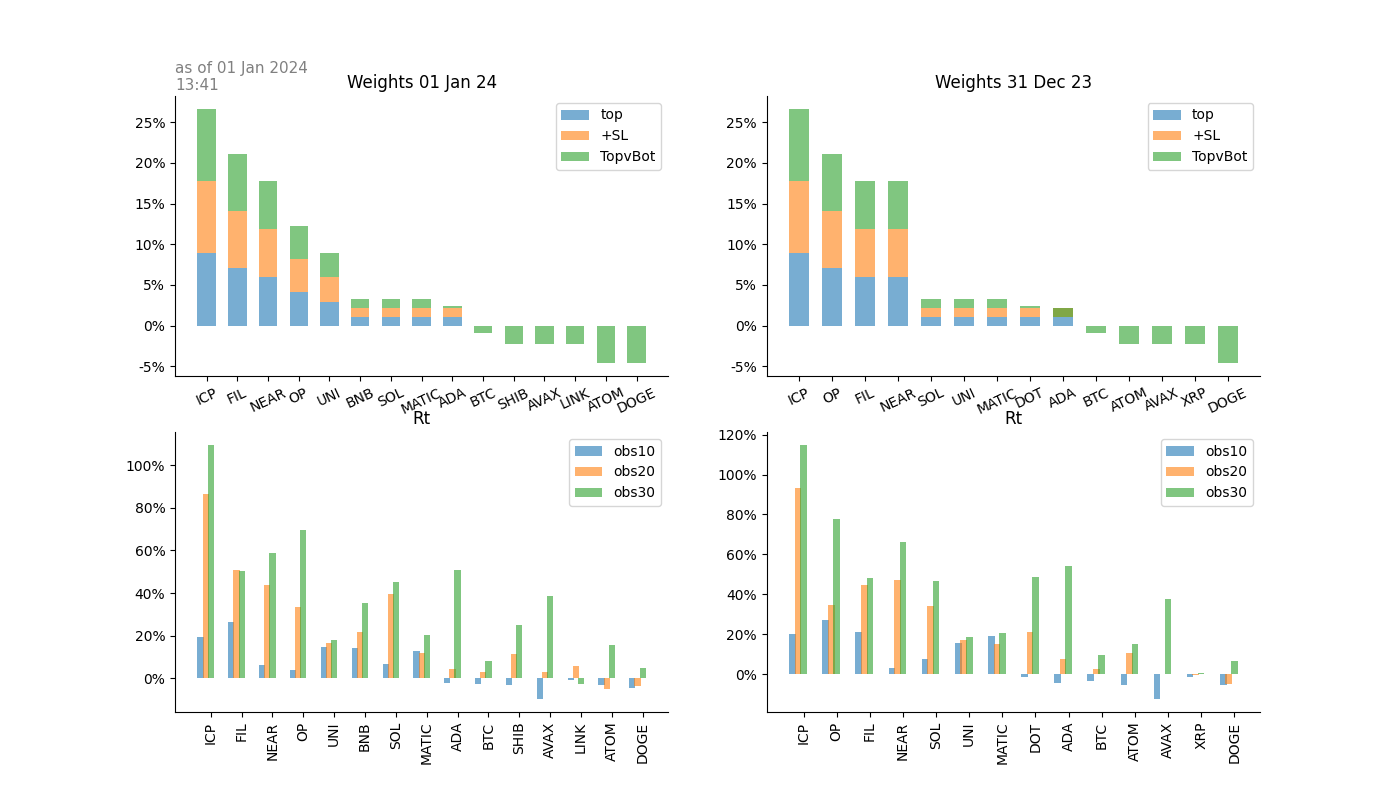 as of 01 Jan 2024
13:41
Weights 01 Jan 24
25%
20%
15%
10%
5%
0%
-5%
top
+SL
TopvBot
ICP FIL NEAR OP UNI BNB SOL MATIC ADA BTC SHIB AVAX LINK ATOM DOGE
Weights 31 Dec 23
25%
20%
15%
10%
5%
0%
-5%
top
+SL
TopvBot
ICP OP FIL NEAR SOL UNI MATIC DOT ADA BTC ATOM AVAX XRP DOGE
Rt
100%
80%
60%
40%
20%
0%
obs10
obs20
obs30
ICP FIL NEAR OP UNI BNB SOL MATIC ADA BTC SHIB AVAX LINK ATOM DOGE
Rt
120%
100%
80%
60%
40%
20%
0%
obs10
obs20
obs30
ICP OP FIL NEAR SOL UNI MATIC DOT ADA BTC ATOM AVAX XRP DOGE